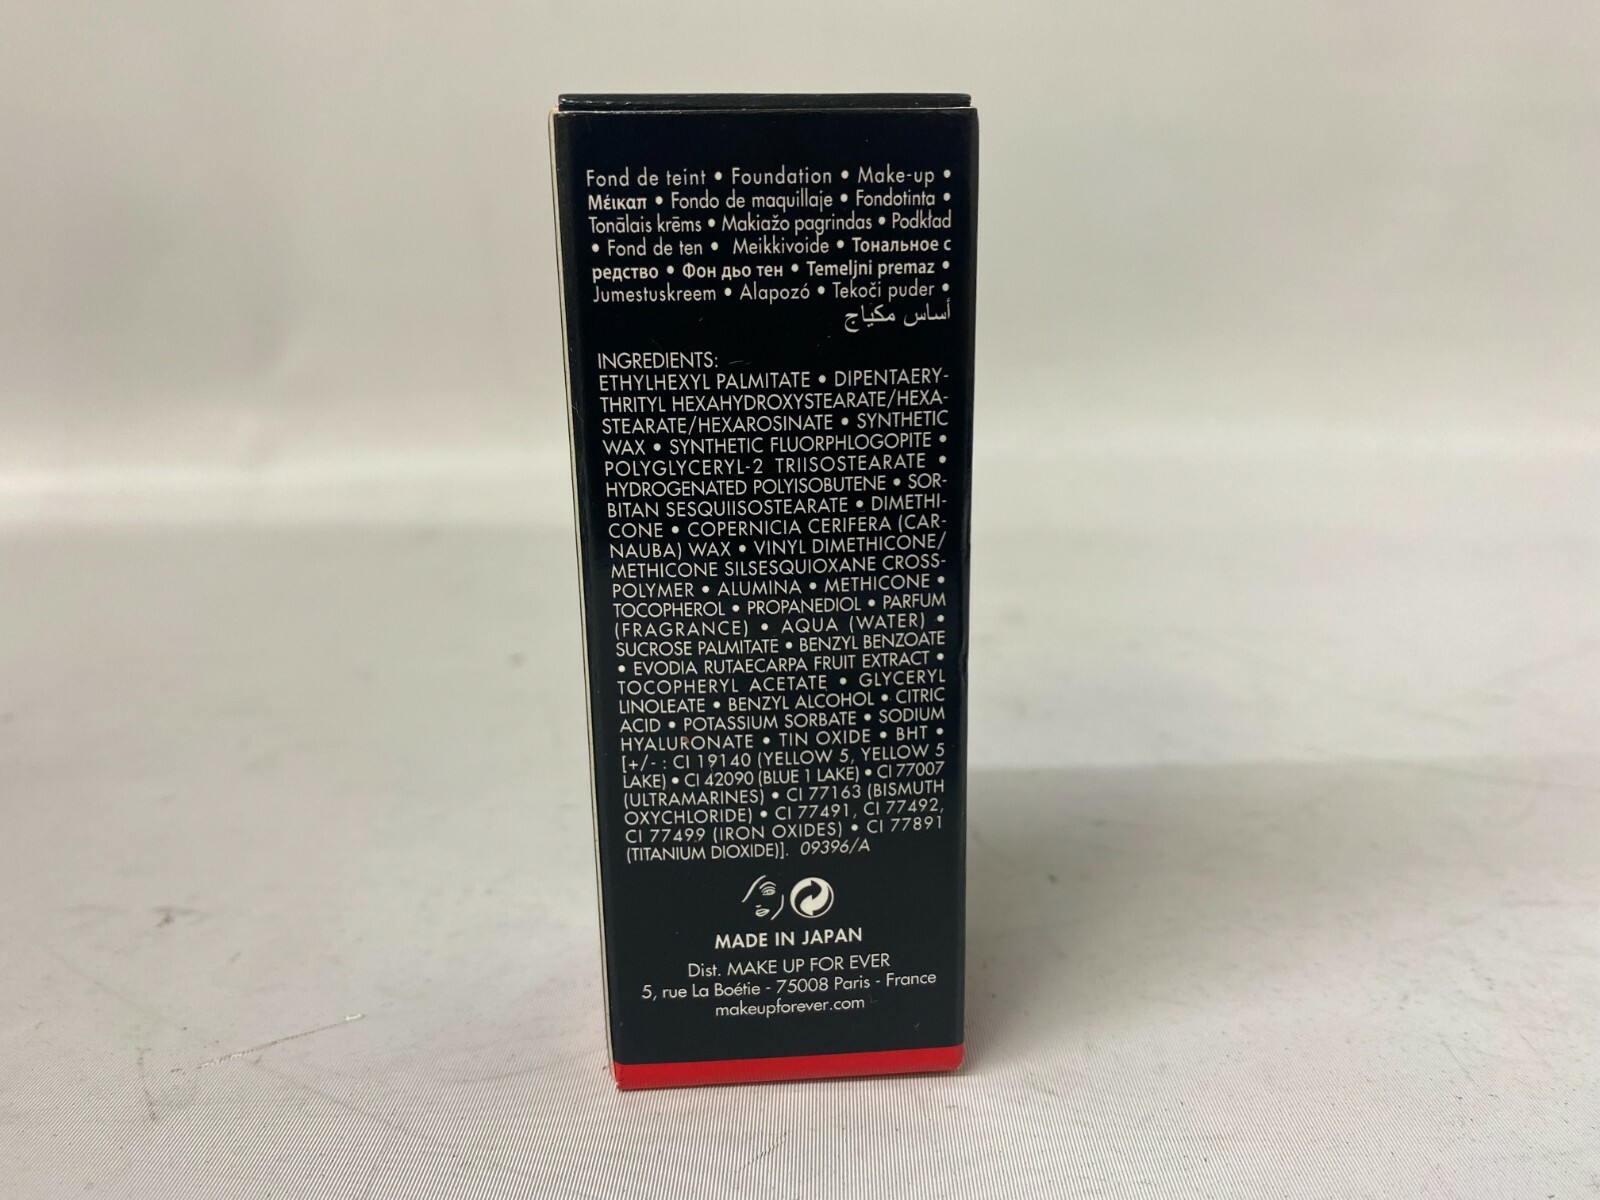 Fond de teint • Foundation • Make-up •
Μέικαπ • Fondo de maquillaje • Fondotinta •
Tonālais krēms • Makiažo pagrindas • Podkład
• Fond de ten • Meikkivoide • Тональное с
редство • Фон дьо тен • Temeljni premaz •
Jumestuskreem • Alapozó • Tekoči puder •
أساس مكياج
INGREDIENTS:
ETHYLHEXYL PALMITATE • DIPENTAERY-
THRITYL HEXAHYDROXYSTEARATE/HEXA-
STEARATE/HEXAROSINATE • SYNTHETIC
WAX • SYNTHETIC FLUORPHLOGOPITE •
POLYGLYCERYL-2 TRIISOSTEARATE •
HYDROGENATED POLYISOBUTENE • SOR-
BITAN SESQUIISOSTEARATE • DIMETHI-
CONE • COPERNICIA CERIFERA (CAR-
NAUBA) WAX • VINYL DIMETHICONE/
METHICONE SILSESQUIOXANE CROSS-
POLYMER • ALUMINA • METHICONE •
TOCOPHEROL • PROPANEDIOL • PARFUM
(FRAGRANCE) • AQUA (WATER) •
SUCROSE PALMITATE • BENZYL BENZOATE
• EVODIA RUTAECARPA FRUIT EXTRACT •
TOCOPHERYL ACETATE • GLYCERYL
LINOLEATE • BENZYL ALCOHOL • CITRIC
ACID • POTASSIUM SORBATE • SODIUM
HYALURONATE • TIN OXIDE • BHT •
[+/- : CI 19140 (YELLOW 5, YELLOW 5
LAKE) • CI 42090 (BLUE 1 LAKE) • CI 77007
(ULTRAMARINES) • CI 77163 (BISMUTH
OXYCHLORIDE) • CI 77491, CI 77492,
CI 77499 (IRON OXIDES) • CI 77891
(TITANIUM DIOXIDE)]. 09396/A
MADE IN JAPAN
Dist. MAKE UP FOR EVER
5, rue La Boétie - 75008 Paris - France
makeupforever.com